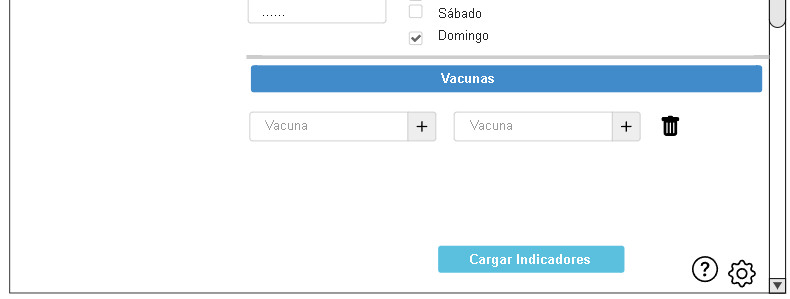 ......
Sábado
Domingo
Vacunas
Vacuna + Vacuna +
Cargar Indicadores
?